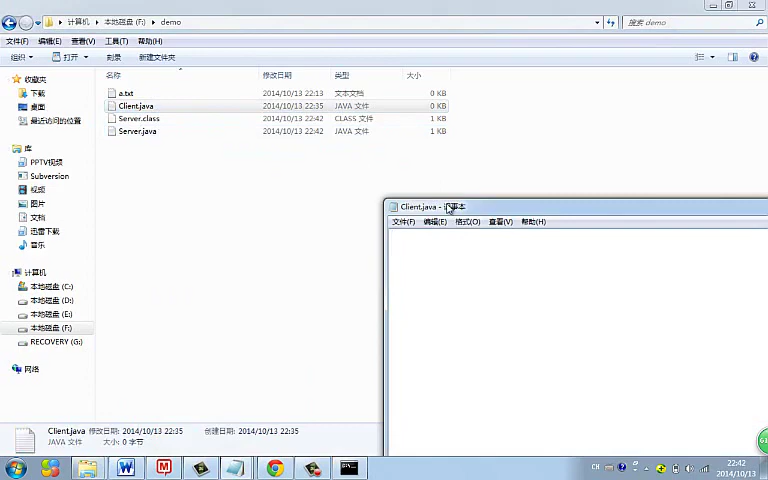 计算机 ▸ 本地磁盘 (F:) ▸ demo
搜索 demo
文件(F) 编辑(E) 查看(V) 工具(T) 帮助(H)
组织 打开 刻录 新建文件夹
名称 修改日期 类型 大小
a.txt 2014/10/13 22:13 文本文档 0 KB
Client.java 2014/10/13 22:35 JAVA 文件 0 KB
Server.class 2014/10/13 22:42 CLASS 文件 1 KB
Server.java 2014/10/13 22:42 JAVA 文件 1 KB
收藏夹
下载
桌面
最近访问的位置
库
PPTV视频
Subversion
视频
图片
文档
迅雷下载
音乐
计算机
本地磁盘 (C:)
本地磁盘 (D:)
本地磁盘 (E:)
本地磁盘 (F:)
RECOVERY (G:)
网络
Client.java - 记事本
文件(F) 编辑(E) 格式(O) 查看(V) 帮助(H)
Client.java 修改日期: 2014/10/13 22:35 创建日期: 2014/10/13 22:35
JAVA 文件 大小: 0 字节
CH
22:42
2014/10/13